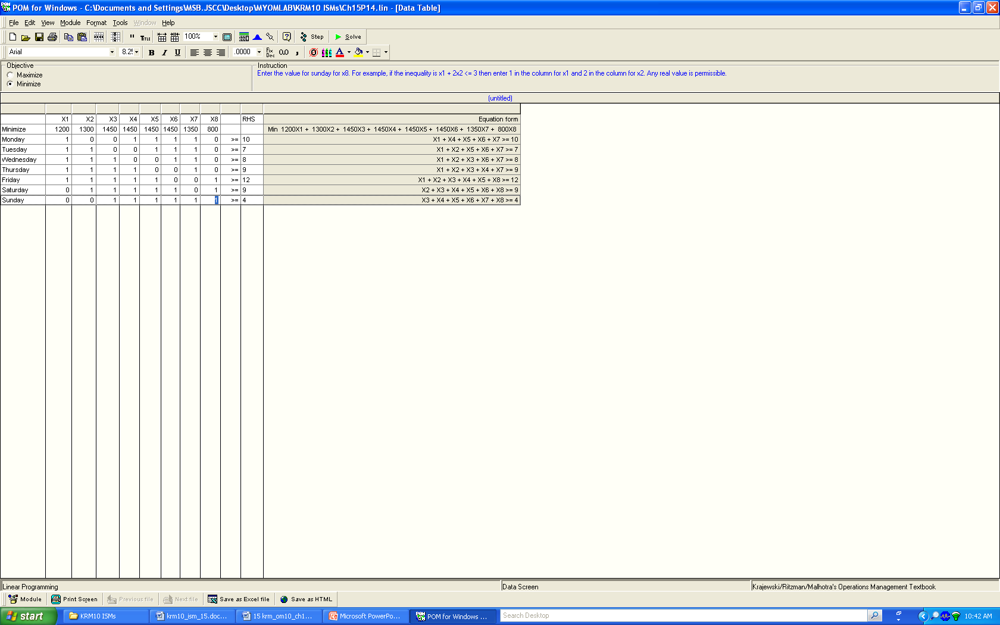 POM for Windows - C:\Documents and Settings\MSB.JSCC\Desktop\MYOMLAB\KRM10 ISMs\Ch15P14.lin - [Data Table]
File Edit View Module Format Tools Window Help
TITLE 100% Step Solve
Arial 8.2 B I U .0000 Fix Dec 0.0 , A
Objective
Maximize
Minimize
Instruction
Enter the value for sunday for x8. For example, if the inequality is x1 + 2x2 <= 3 then enter 1 in the column for x1 and 2 in the column for x2. Any real value is permissible.
(untitled)
X1 X2 X3 X4 X5 X6 X7 X8 RHS Equation form
Minimize 1200 1300 1450 1450 1450 1450 1350 800 Min 1200X1 + 1300X2 + 1450X3 + 1450X4 + 1450X5 + 1450X6 + 1350X7 + 800X8
Monday 1 0 0 1 1 1 1 0 >= 10 X1 + X4 + X5 + X6 + X7 >= 10
Tuesday 1 1 0 0 1 1 1 0 >= 7 X1 + X2 + X5 + X6 + X7 >= 7
Wednesday 1 1 1 0 0 1 1 0 >= 8 X1 + X2 + X3 + X6 + X7 >= 8
Thursday 1 1 1 1 0 0 1 0 >= 9 X1 + X2 + X3 + X4 + X7 >= 9
Friday 1 1 1 1 1 0 0 1 >= 12 X1 + X2 + X3 + X4 + X5 + X8 >= 12
Saturday 0 1 1 1 1 1 0 1 >= 9 X2 + X3 + X4 + X5 + X6 + X8 >= 9
Sunday 0 0 1 1 1 1 1 1 >= 4 X3 + X4 + X5 + X6 + X7 + X8 >= 4
Linear Programming Data Screen Krajewski/Ritzman/Malhotra's Operations Management Textbook
Module Print Screen Previous file Next file Save as Excel file Save as HTML
start KRM10 ISMs krm10_ism_15.doc... 15 krm_om10_ch1... Microsoft PowerPo... POM for Windows ... Search Desktop 10:42 AM